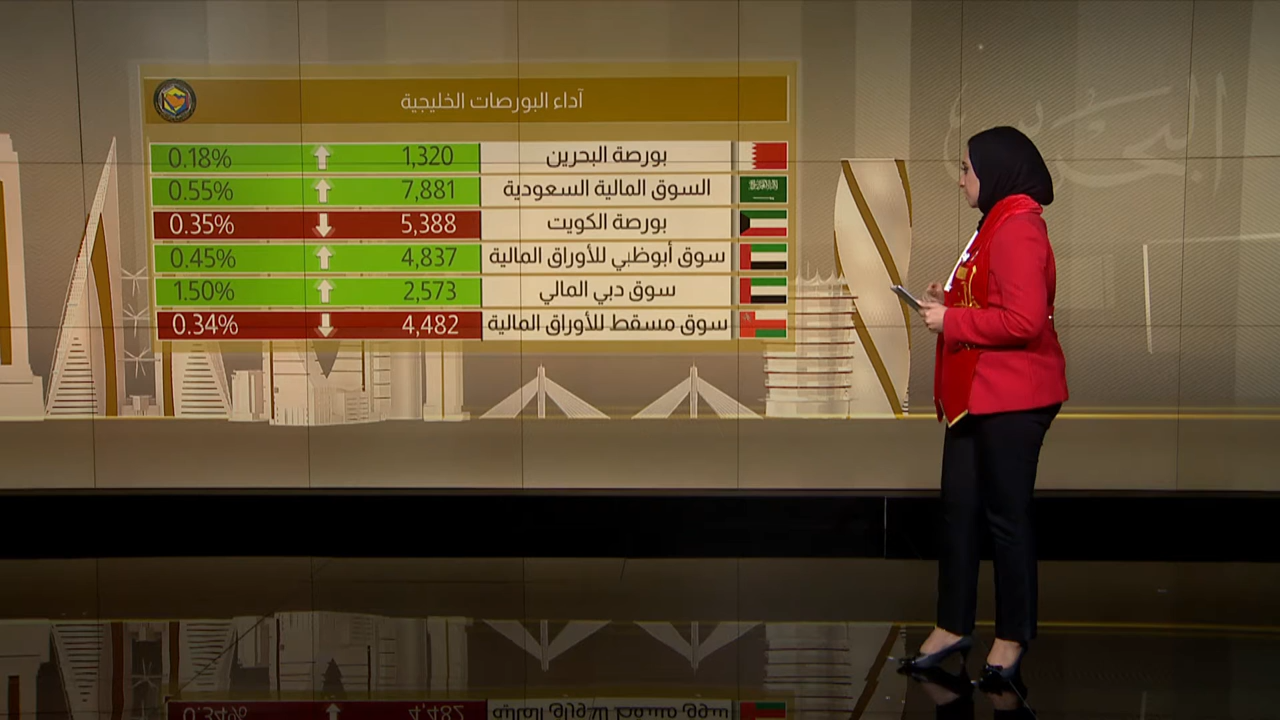 آداء البورصات الخليجية
بورصة البحرين 1,320 0.18%
السوق المالية السعودية 7,881 0.55%
بورصة الكويت 5,388 0.35%
سوق أبوظبي للأوراق المالية 4,837 0.45%
سوق دبي المالي 2,573 1.50%
سوق مسقط للأوراق المالية 4,482 0.34%
البحرين